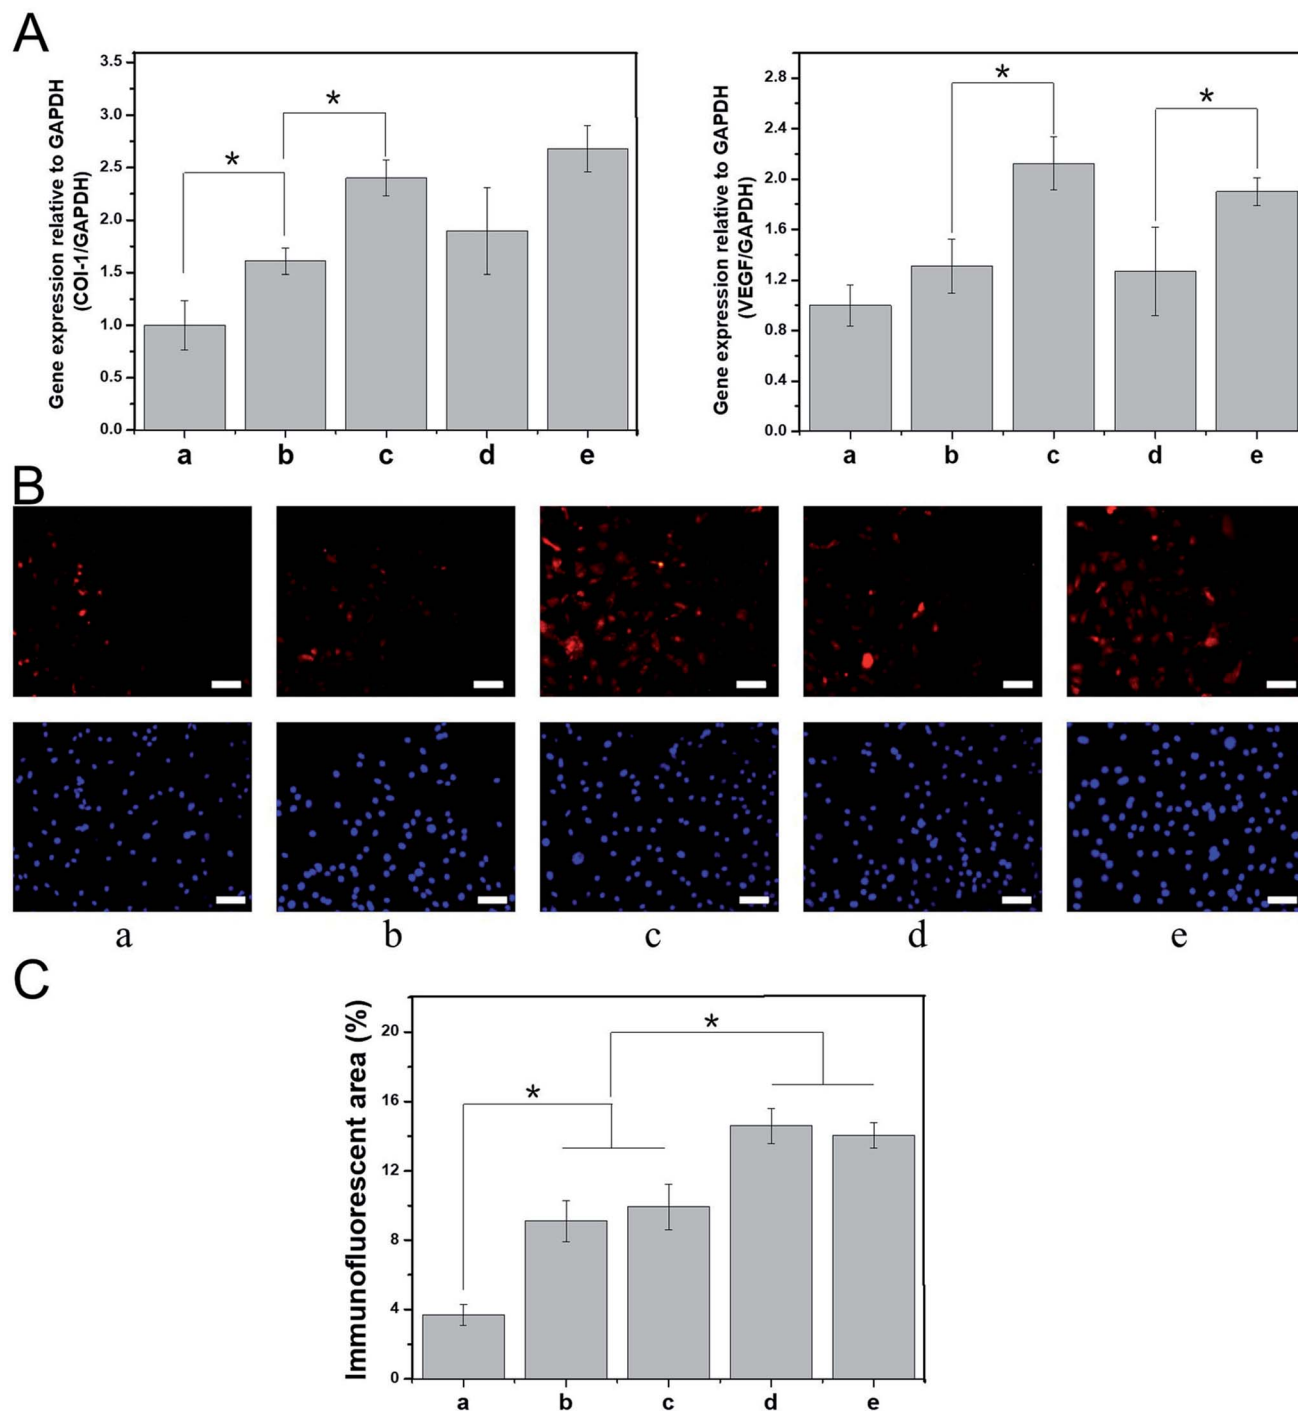 A
Gene expression relative to GAPDH
(COI-1/GAPDH)
3.5
3.0
2.5
2.0
1.5
1.0
0.5
0.0
*
*
a b c d e
Gene expression relative to GAPDH
(VEGF/GAPDH)
2.8
2.4
2.0
1.6
1.2
0.8
0.4
0.0
*
*
a b c d e
B
a b c d e
C
Immunofluorescent area (%)
20
16
12
8
4
0
*
*
a b c d e